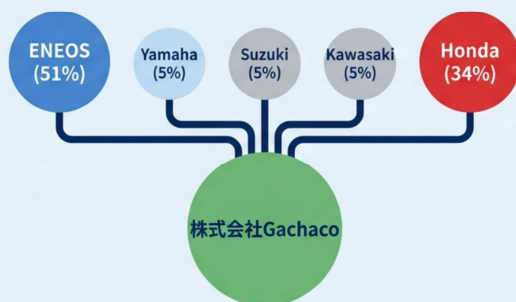 ENEOS
(51%)
Yamaha
(5%)
Suzuki
(5%)
Kawasaki
(5%)
Honda
(34%)
株式会社Gachaco